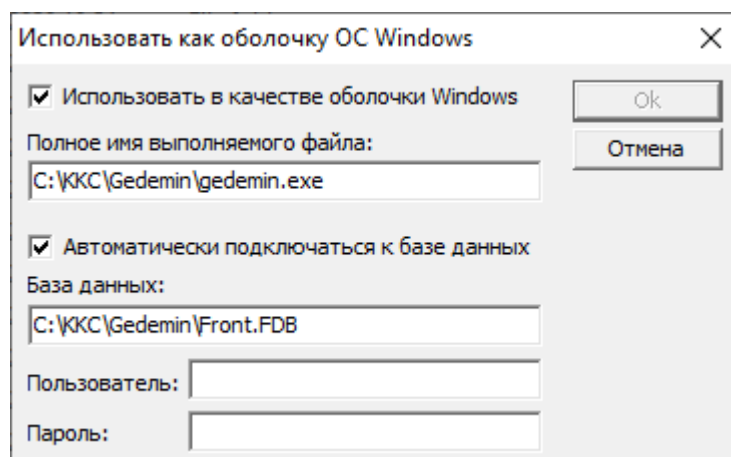 Использовать как оболочку ОС Windows
Использовать в качестве оболочки Windows
Ok
Полное имя выполняемого файла:
Отмена
C:\KKC\Gedemin\gedemin.exe
Автоматически подключаться к базе данных
База данных:
C:\KKC\Gedemin\Front.FDB
Пользователь:
Пароль: